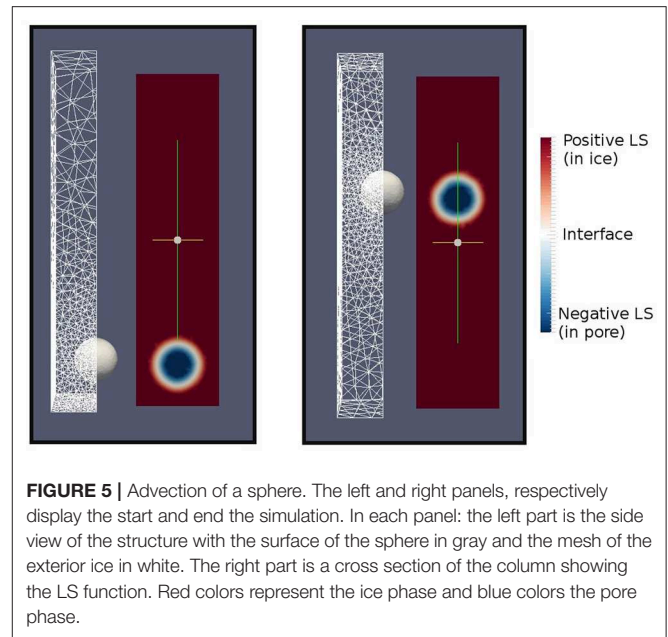 Positive LS
(in ice)
Interface
Negative LS
(in pore)
FIGURE 5 | Advection of a sphere. The left and right panels, respectively
display the start and end the simulation. In each panel: the left part is the side
view of the structure with the surface of the sphere in gray and the mesh of the
exterior ice in white. The right part is a cross section of the column showing
the LS function. Red colors represent the ice phase and blue colors the pore
phase.